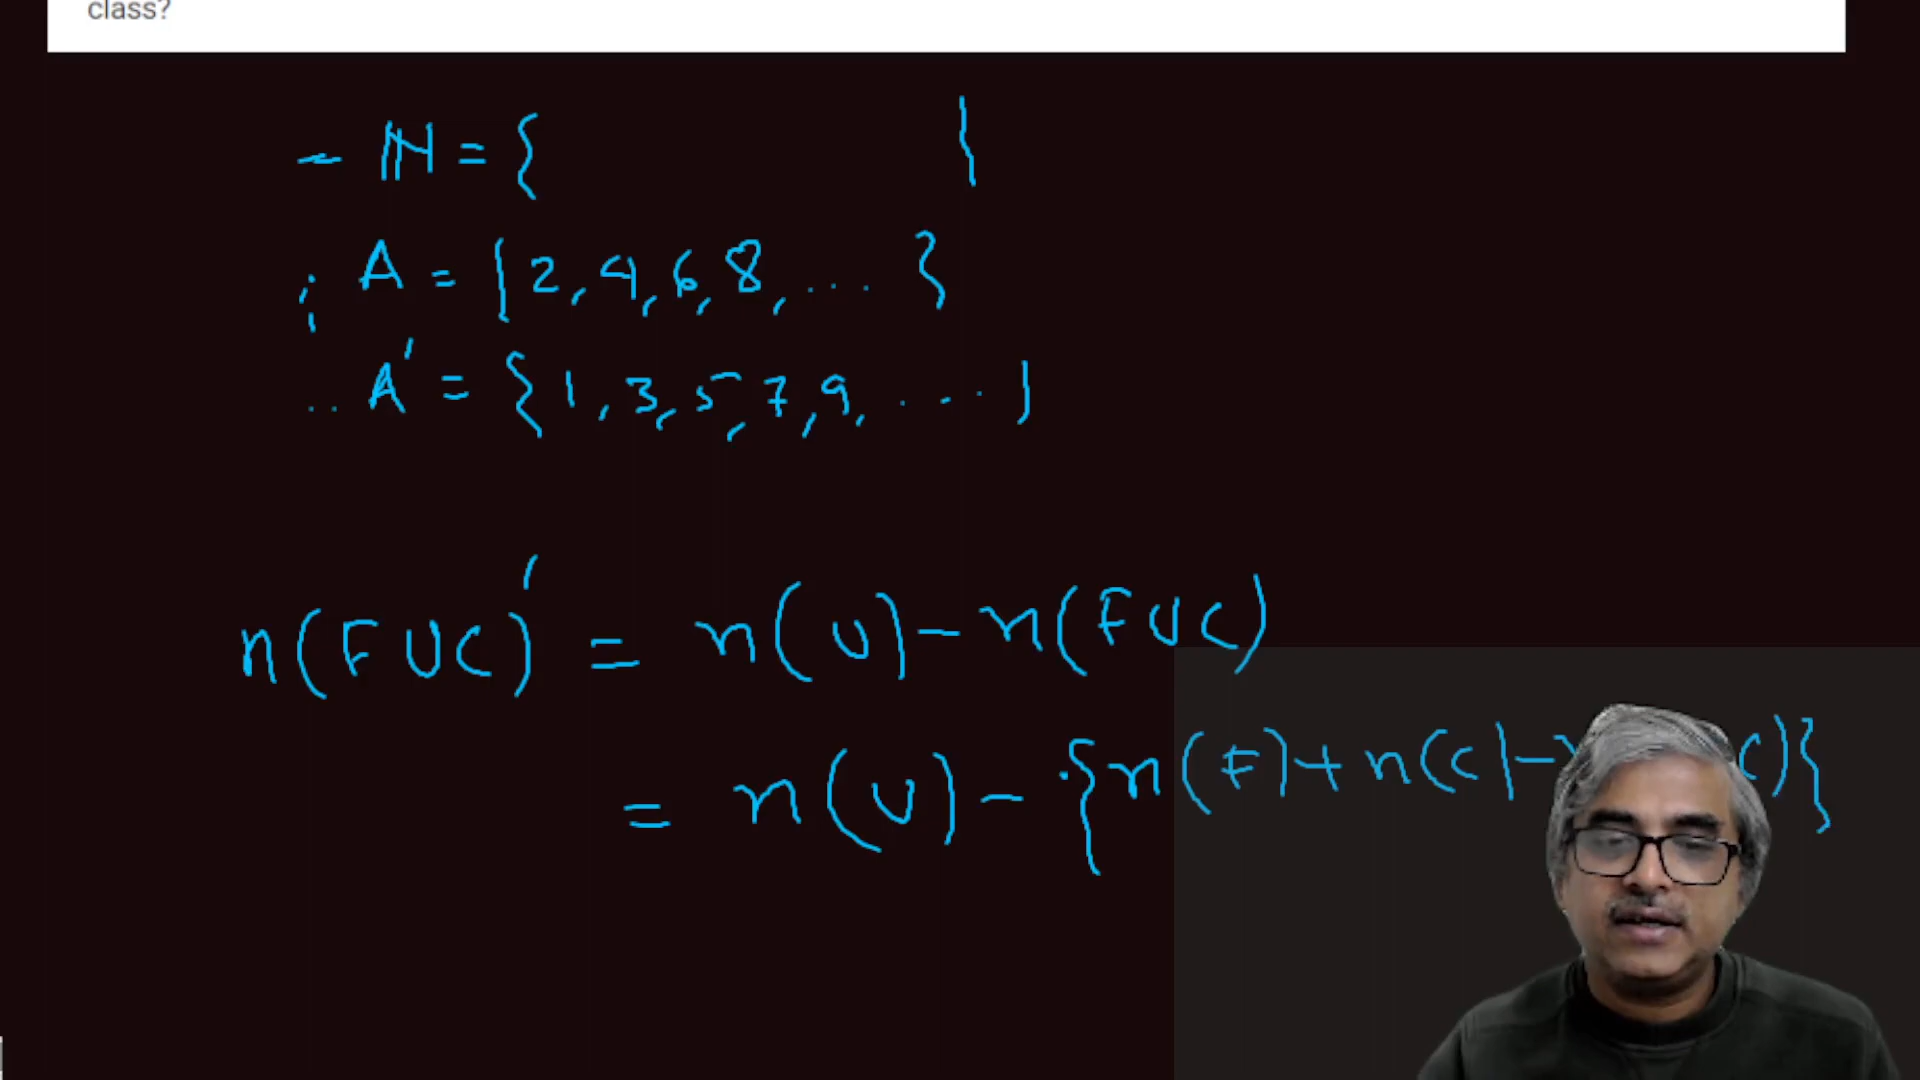 class?
- ℕ = { }
; A = {2, 4, 6, 8, ... }
.. A' = {1, 3, 5, 7, 9, .... }
n(F∪C)' = n(U) - n(F∪C)
= n(U) - {n(F) + n(C) - C)}